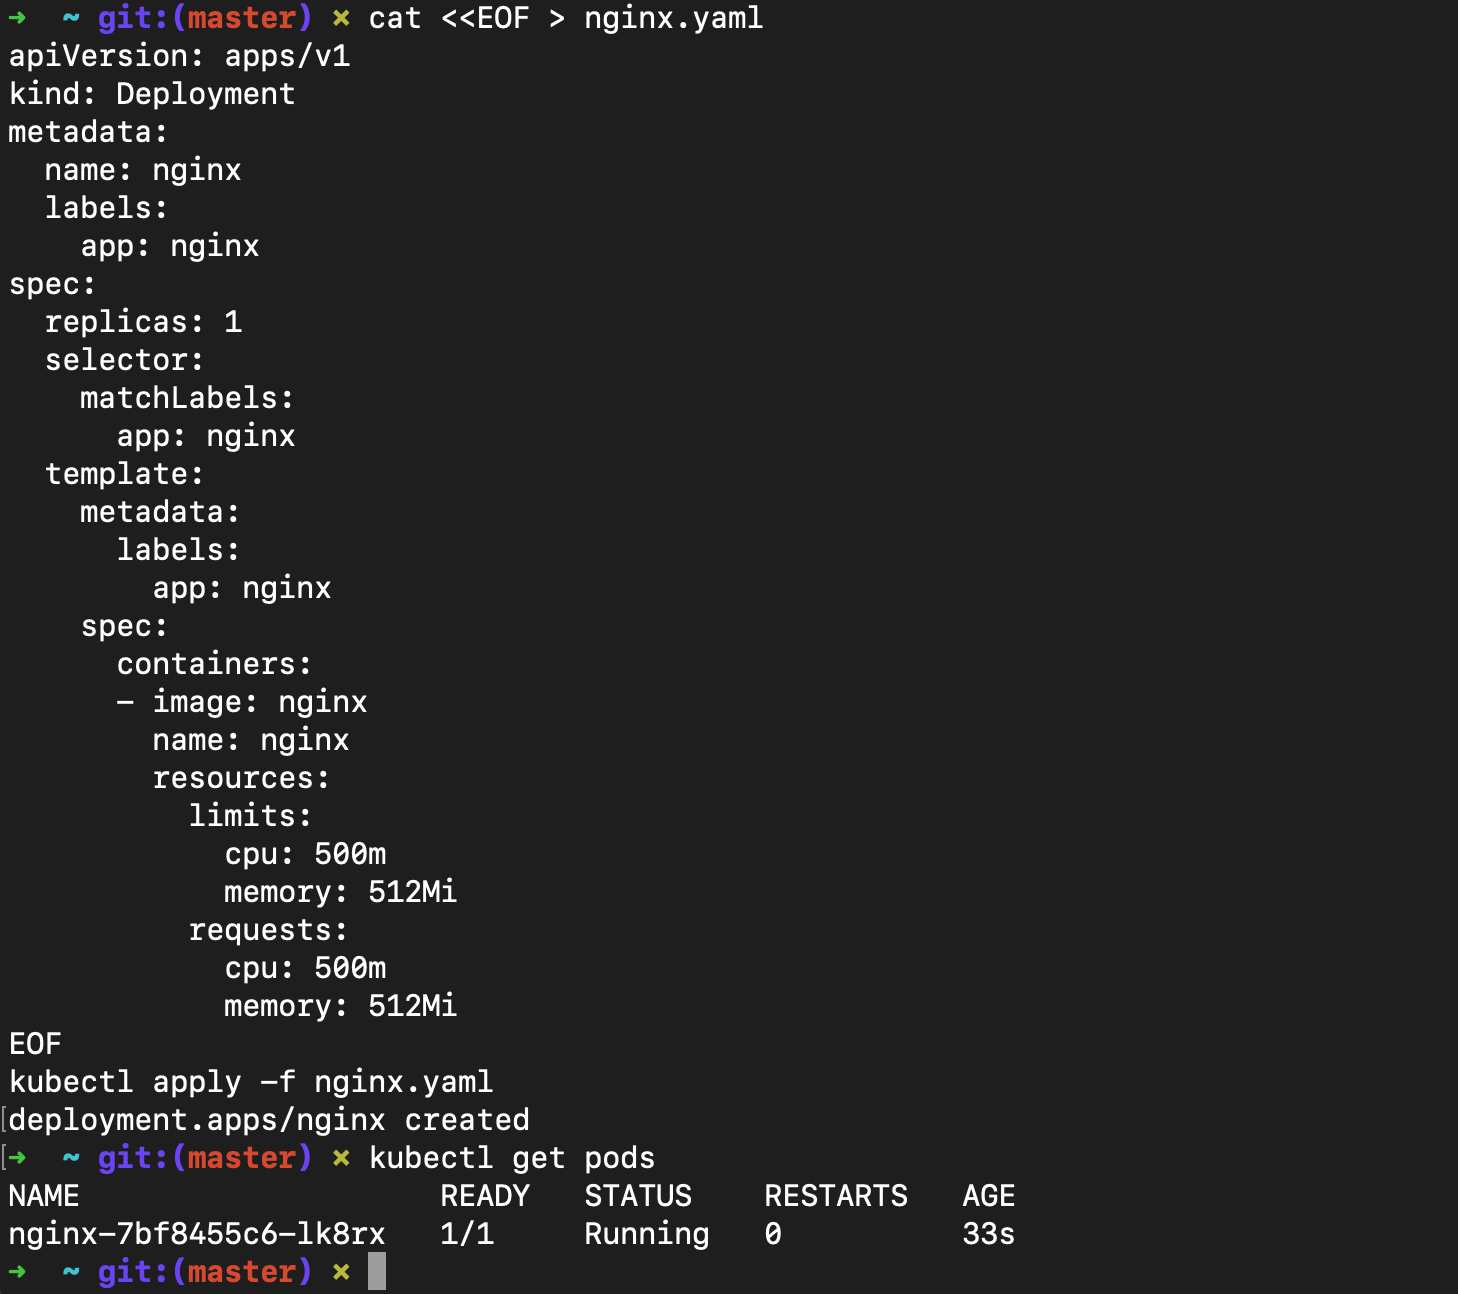 ➜  ~ git:(master) ✗ cat <<EOF > nginx.yaml
apiVersion: apps/v1
kind: Deployment
metadata:
  name: nginx
  labels:
    app: nginx
spec:
  replicas: 1
  selector:
    matchLabels:
      app: nginx
  template:
    metadata:
      labels:
        app: nginx
    spec:
      containers:
      - image: nginx
        name: nginx
        resources:
          limits:
            cpu: 500m
            memory: 512Mi
          requests:
            cpu: 500m
            memory: 512Mi
EOF
kubectl apply -f nginx.yaml
deployment.apps/nginx created
➜  ~ git:(master) ✗ kubectl get pods
NAME                    READY   STATUS    RESTARTS   AGE
nginx-7bf8455c6-lk8rx   1/1     Running   0          33s
➜  ~ git:(master) ✗